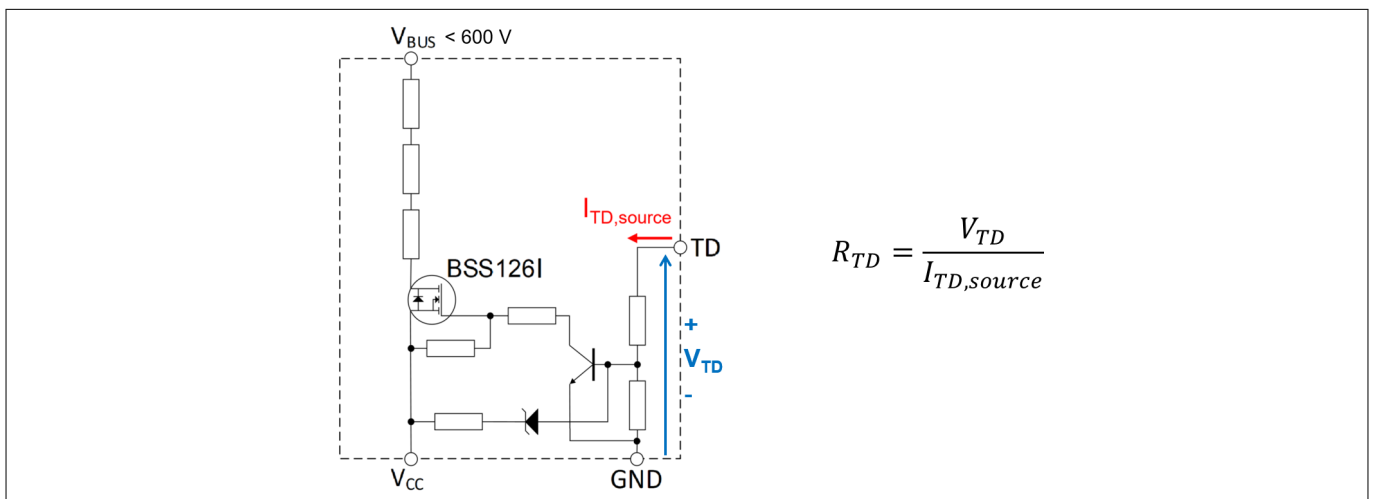 V_BUS < 600 V
I_TD,source
TD
BSS126I
R_TD = V_TD / I_TD,source
+
V_TD
-
V_CC
GND